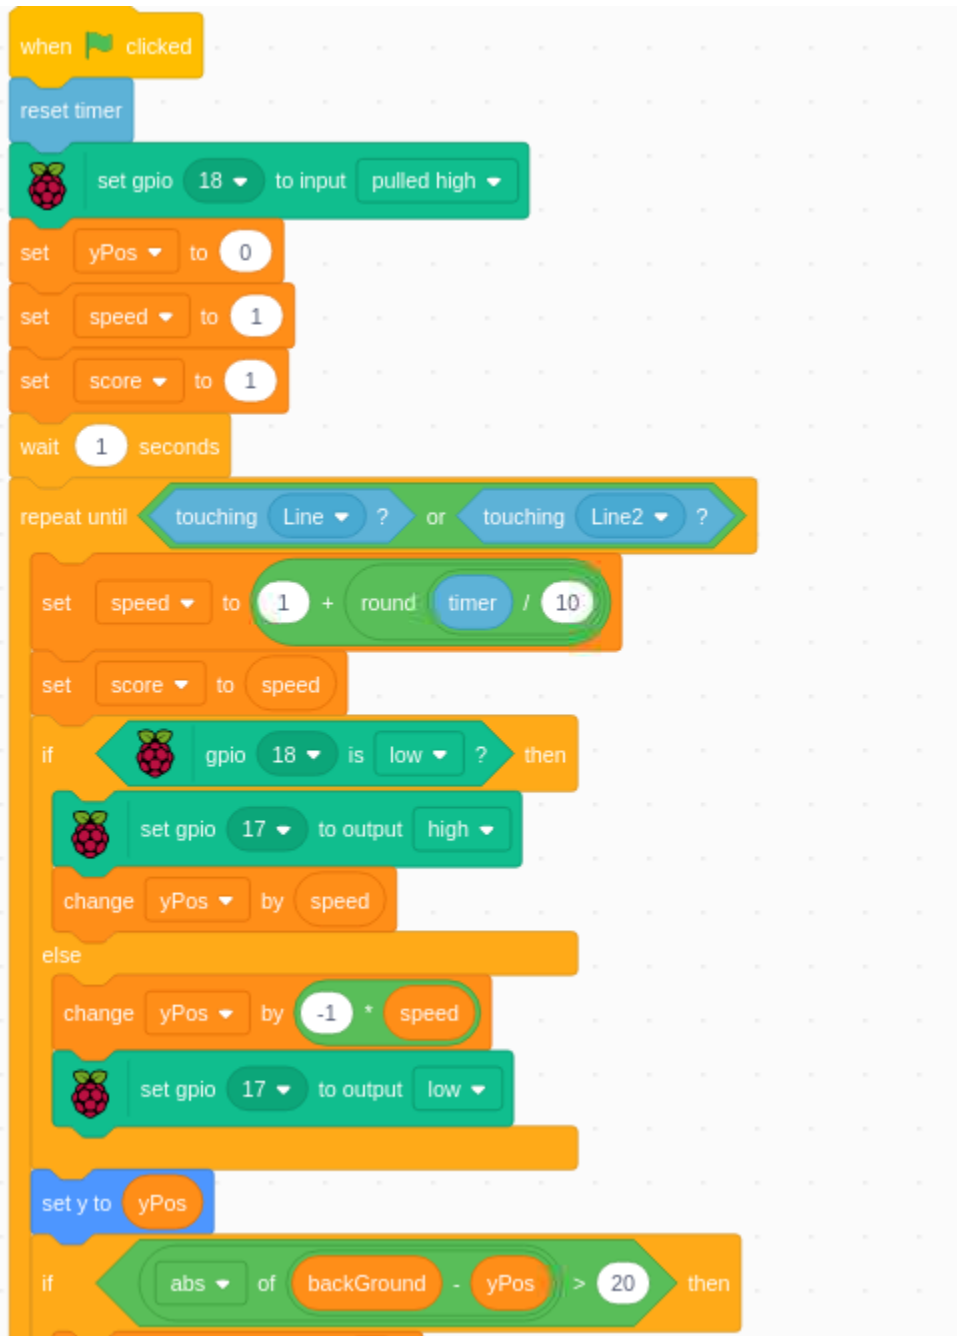 when clicked
reset timer
set gpio 18 to input pulled high
set yPos to 0
set speed to 1
set score to 1
wait 1 seconds
repeat until touching Line ? or touching Line2 ?
set speed to 1 + round timer / 10
set score to speed
if gpio 18 is low ? then
set gpio 17 to output high
change yPos by speed
else
change yPos by -1 * speed
set gpio 17 to output low
set y to yPos
if abs of backGround - yPos > 20 then